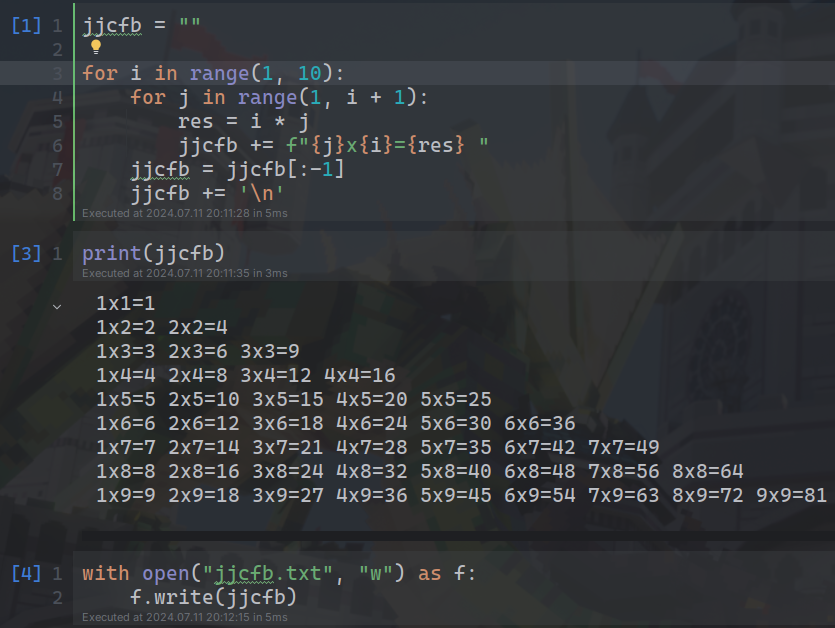 [1] 1 jjcfb = ""
2
3 for i in range(1, 10):
4     for j in range(1, i + 1):
5         res = i * j
6         jjcfb += f"{j}x{i}={res} "
7     jjcfb = jjcfb[:-1]
8     jjcfb += '\n'
Executed at 2024.07.11 20:11:28 in 5ms
[3] 1 print(jjcfb)
Executed at 2024.07.11 20:11:35 in 3ms
1x1=1
1x2=2 2x2=4
1x3=3 2x3=6 3x3=9
1x4=4 2x4=8 3x4=12 4x4=16
1x5=5 2x5=10 3x5=15 4x5=20 5x5=25
1x6=6 2x6=12 3x6=18 4x6=24 5x6=30 6x6=36
1x7=7 2x7=14 3x7=21 4x7=28 5x7=35 6x7=42 7x7=49
1x8=8 2x8=16 3x8=24 4x8=32 5x8=40 6x8=48 7x8=56 8x8=64
1x9=9 2x9=18 3x9=27 4x9=36 5x9=45 6x9=54 7x9=63 8x9=72 9x9=81
[4] 1 with open("jjcfb.txt", "w") as f:
2     f.write(jjcfb)
Executed at 2024.07.11 20:12:15 in 5ms